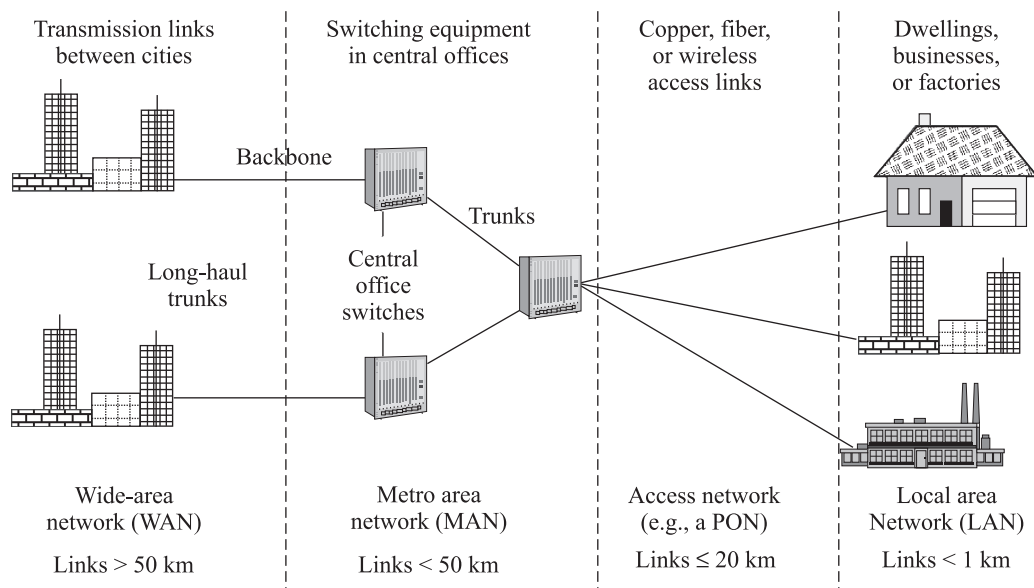 Transmission links
between cities
Switching equipment
in central offices
Copper, fiber,
or wireless
access links
Dwellings,
businesses,
or factories
Backbone
Trunks
Long-haul
trunks
Central
office
switches
Wide-area
network (WAN)
Links > 50 km
Metro area
network (MAN)
Links < 50 km
Access network
(e.g., a PON)
Links ≤ 20 km
Local area
Network (LAN)
Links < 1 km